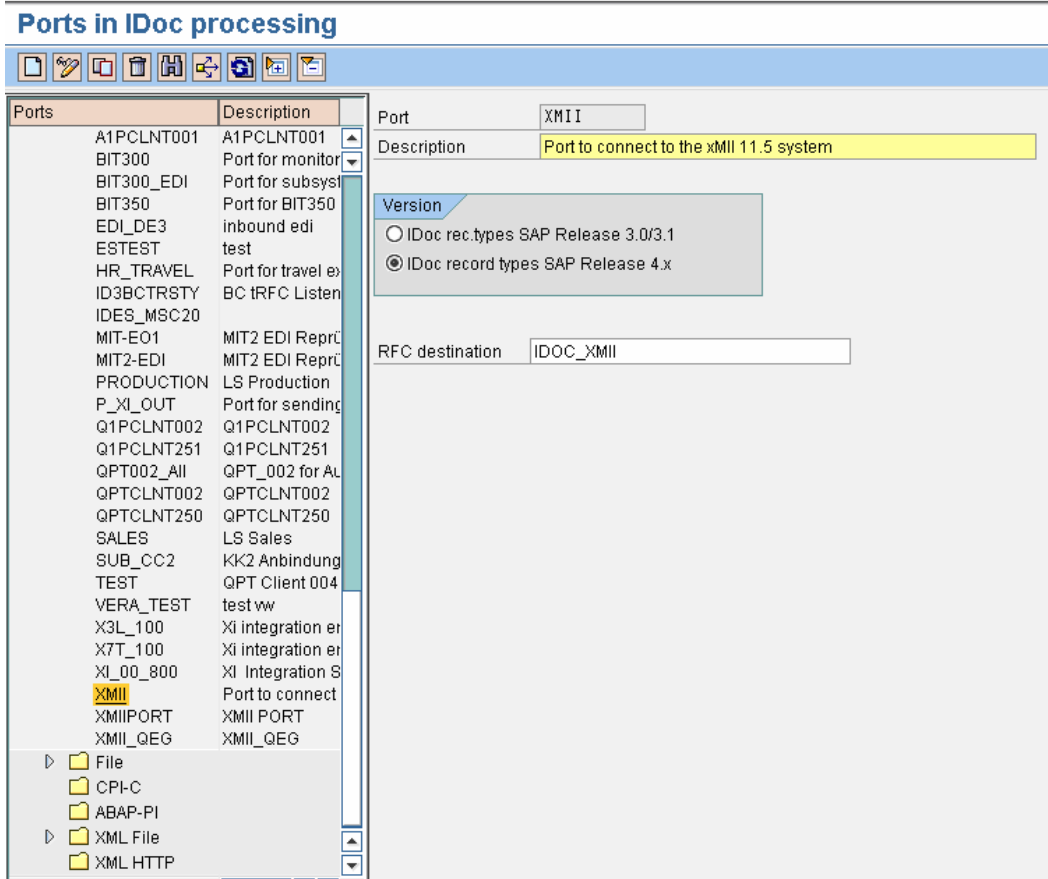 Ports in IDoc processing
Ports Description
A1PCLNT001 A1PCLNT001
BIT300 Port for monitor
BIT300_EDI Port for subsyst
BIT350 Port for BIT350
EDI_DE3 inbound edi
ESTEST test
HR_TRAVEL Port for travel ex
ID3BCTRSTY BC tRFC Listen
IDES_MSC20
MIT-EO1 MIT2 EDI Reprü
MIT2-EDI MIT2 EDI Reprü
PRODUCTION LS Production
P_XI_OUT Port for sending
Q1PCLNT002 Q1PCLNT002
Q1PCLNT251 Q1PCLNT251
QPT002_All QPT_002 for Au
QPTCLNT002 QPTCLNT002
QPTCLNT250 QPTCLNT250
SALES LS Sales
SUB_CC2 KK2 Anbindung
TEST QPT Client 004
VERA_TEST test vw
X3L_100 Xi integration en
X7T_100 Xi integration en
XI_00_800 XI Integration S
XMII Port to connect
XMIIPORT XMII PORT
XMII_QEG XMII_QEG
File
CPI-C
ABAP-PI
XML File
XML HTTP
Port XMII
Description Port to connect to the xMII 11.5 system
Version
IDoc rec.types SAP Release 3.0/3.1
IDoc record types SAP Release 4.x
RFC destination IDOC_XMII